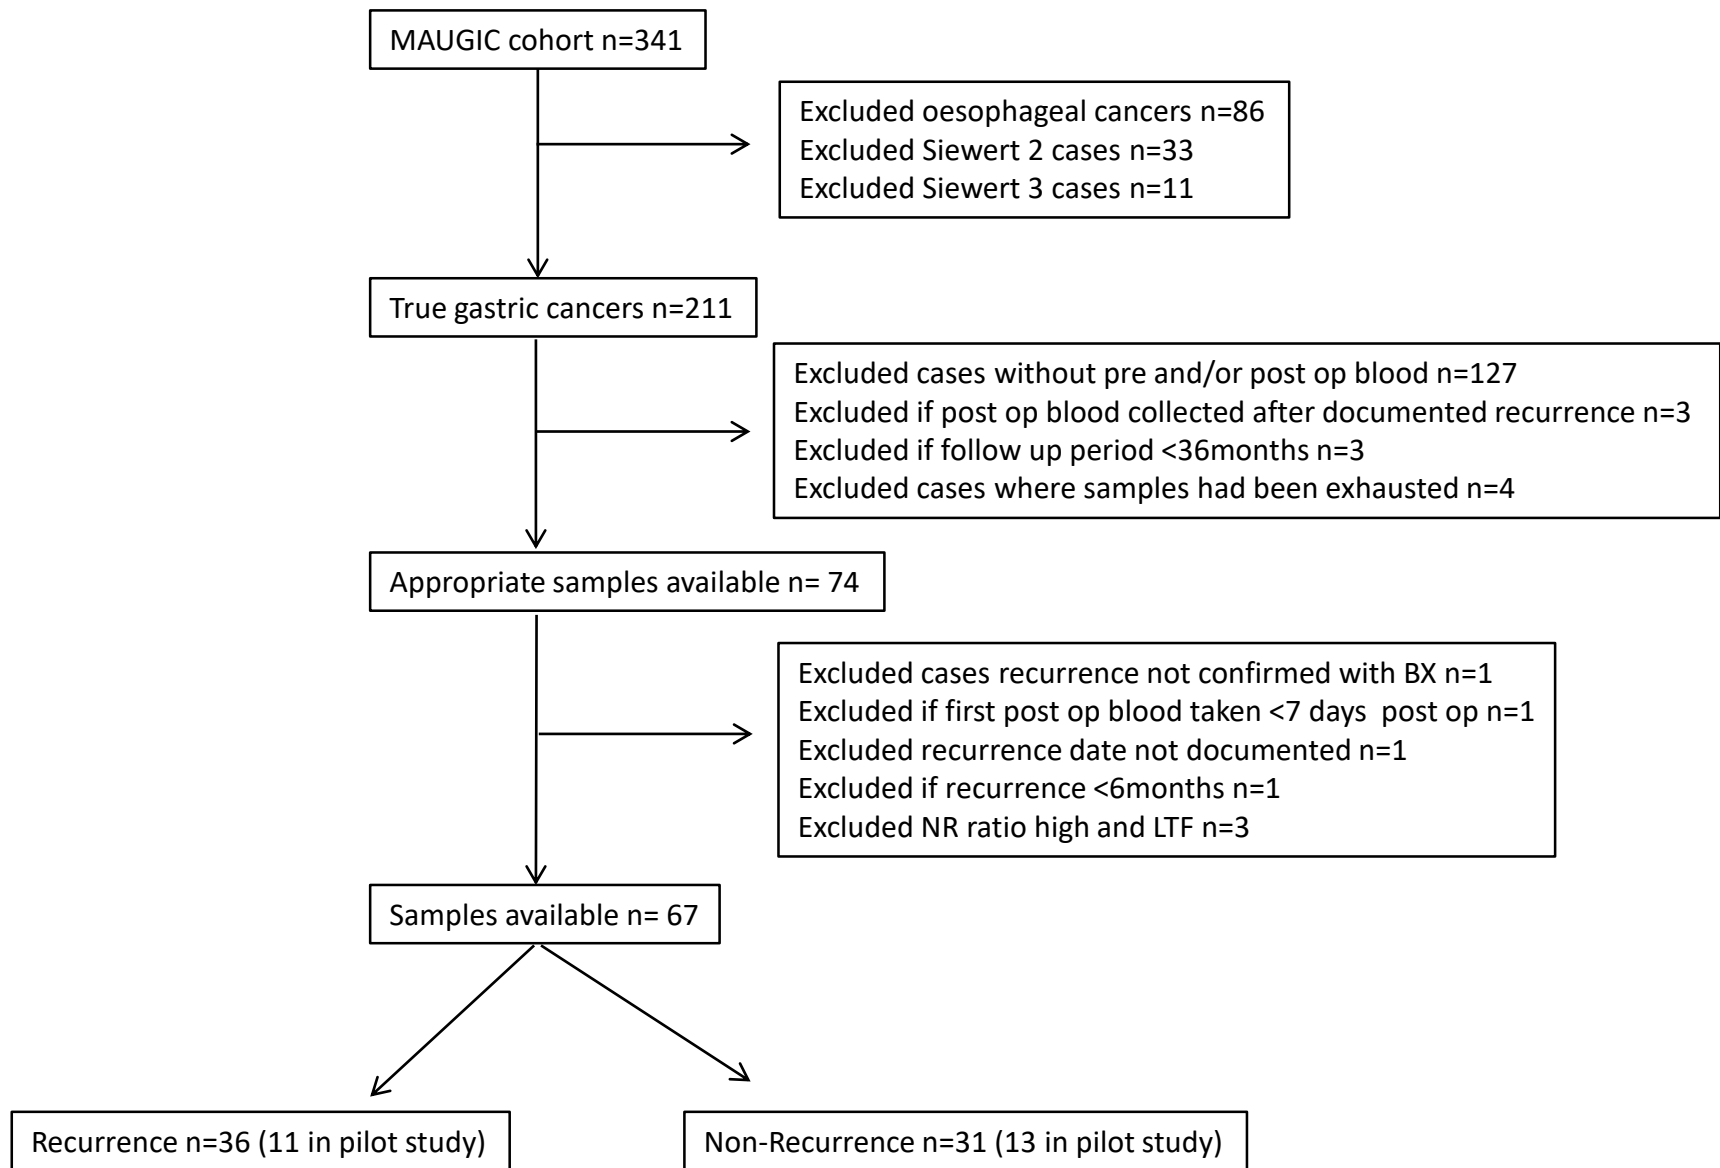 MAUGIC cohort n=341
Excluded oesophageal cancers n=86
Excluded Siewert 2 cases n=33
Excluded Siewert 3 cases n=11
True gastric cancers n=211
Excluded cases without pre and/or post op blood n=127
Excluded if post op blood collected after documented recurrence n=3
Excluded if follow up period <36months n=3
Excluded cases where samples had been exhausted n=4
Appropriate samples available n= 74
Excluded cases recurrence not confirmed with BX n=1
Excluded if first post op blood taken <7 days  post op n=1
Excluded recurrence date not documented n=1
Excluded if recurrence <6months n=1
Excluded NR ratio high and LTF n=3
Samples available n= 67
Recurrence n=36 (11 in pilot study)
Non-Recurrence n=31 (13 in pilot study)